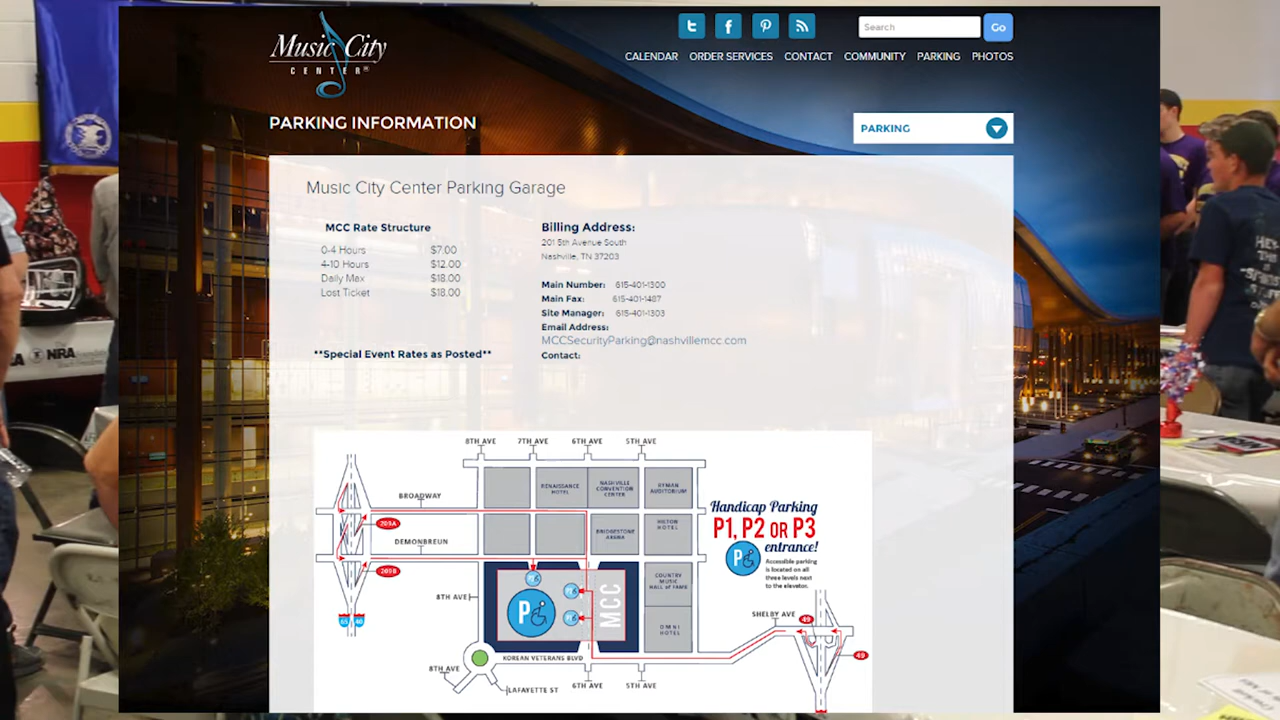 Music City
CENTER®
Search
Go
CALENDAR ORDER SERVICES CONTACT COMMUNITY PARKING PHOTOS
PARKING INFORMATION
PARKING
Music City Center Parking Garage
MCC Rate Structure
0-4 Hours $7.00
4-10 Hours $12.00
Daily Max $18.00
Lost Ticket $18.00
**Special Event Rates as Posted**
Billing Address:
201 5th Avenue South
Nashville, TN 37203
Main Number: 615-401-1300
Main Fax: 615-401-1487
Site Manager: 615-401-1303
Email Address:
MCCSecurityParking@nashvillemcc.com
Contact:
8TH AVE 7TH AVE 6TH AVE 5TH AVE
RENAISSANCE
HOTEL
NASHVILLE
CONVENTION
CENTER
RYMAN
AUDITORIUM
BROADWAY
209A
BRIDGESTONE
ARENA
HILTON
HOTEL
DEMONBREUN
209B
Handicap Parking
P1, P2 OR P3
entrance!
P
Accessible parking
is located on all
three levels next
to the elevator.
COUNTRY
MUSIC
HALL of FAME
8TH AVE
P
MCC
OMNI
HOTEL
65 40
SHELBY AVE
49
49
KOREAN VETERANS BLVD
8TH AVE
LAFAYETTE ST
6TH AVE 5TH AVE
NRA